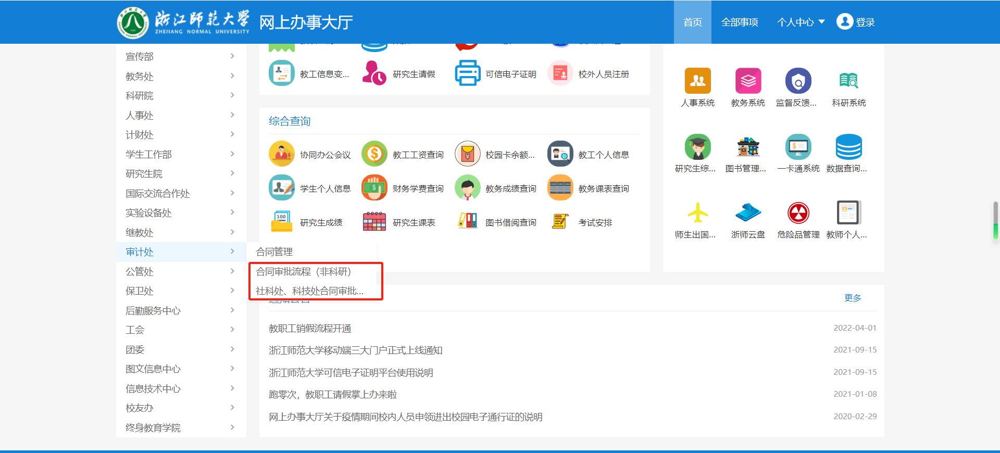 浙江師范大学
ZHEJIANG NORMAL UNIVERSITY
网上办事大厅
首页
全部事项
个人中心
登录
宣传部
教务处
科研院
人事处
计财处
学生工作部
研究生院
国际交流合作处
实验设备处
继教处
审计处
公管处
保卫处
后勤服务中心
工会
团委
图文信息中心
信息技术中心
校友办
终身教育学院
合同管理
合同审批流程（非科研）
社科处、科技处合同审批...
教工信息变...
研究生请假
可信电子证明
校外人员注册
综合查询
协同办公会议
教工工资查询
校园卡余额...
教工个人信息
学生个人信息
财务学费查询
教务成绩查询
教务课表查询
100
研究生成绩
研究生课表
图书借阅查询
考试安排
人事系统
教务系统
监督反馈...
科研系统
研究生综...
图书管理...
一卡通系统
数据查询...
师生出国...
浙师云盘
危险品管理
教师个人...
更多
教职工销假流程开通
2022-04-01
浙江师范大学移动端三大门户正式上线通知
2021-09-15
浙江师范大学可信电子证明平台使用说明
2021-09-15
跑零次，教职工请假掌上办来啦
2021-01-08
网上办事大厅关于疫情期间校内人员申领进出校园电子通行证的说明
2020-02-29